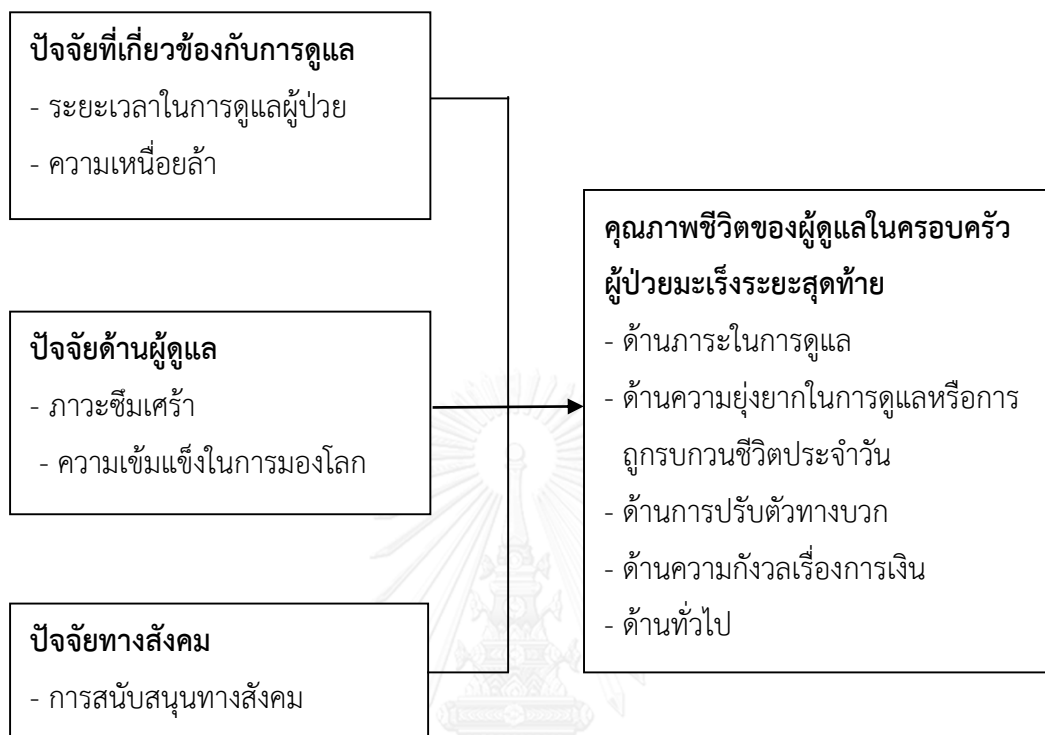 ปัจจัยที่เกี่ยวข้องกับการดูแล
- ระยะเวลาในการดูแลผู้ป่วย
- ความเหนื่อยล้า
ปัจจัยด้านผู้ดูแล
- ภาวะซึมเศร้า
- ความเข้มแข็งในการมองโลก
ปัจจัยทางสังคม
- การสนับสนุนทางสังคม
คุณภาพชีวิตของผู้ดูแลในครอบครัว
ผู้ป่วยมะเร็งระยะสุดท้าย
- ด้านภาระในการดูแล
- ด้านความยุ่งยากในการดูแลหรือการ
ถูกรบกวนชีวิตประจำวัน
- ด้านการปรับตัวทางบวก
- ด้านความกังวลเรื่องการเงิน
- ด้านทั่วไป